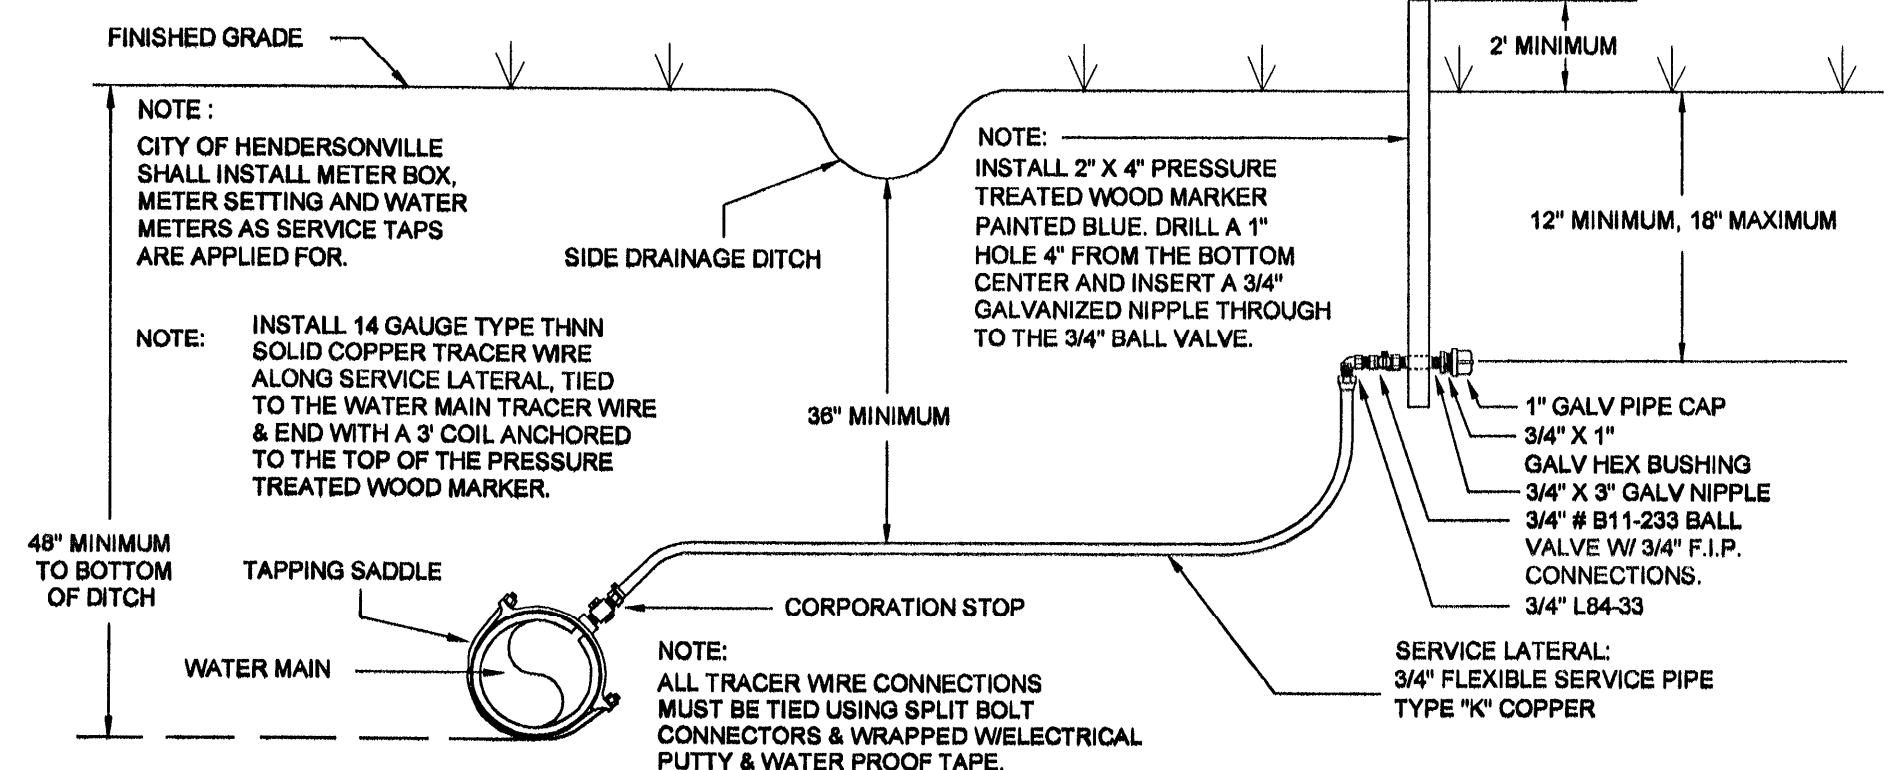 FINISHED GRADE
2' MINIMUM
NOTE :
CITY OF HENDERSONVILLE
SHALL INSTALL METER BOX,
METER SETTING AND WATER
METERS AS SERVICE TAPS
ARE APPLIED FOR.
SIDE DRAINAGE DITCH
NOTE:
INSTALL 2" X 4" PRESSURE
TREATED WOOD MARKER
PAINTED BLUE. DRILL A 1"
HOLE 4" FROM THE BOTTOM
CENTER AND INSERT A 3/4"
GALVANIZED NIPPLE THROUGH
TO THE 3/4" BALL VALVE.
12" MINIMUM, 18" MAXIMUM
NOTE:
INSTALL 14 GAUGE TYPE THNN
SOLID COPPER TRACER WIRE
ALONG SERVICE LATERAL, TIED
TO THE WATER MAIN TRACER WIRE
& END WITH A 3' COIL ANCHORED
TO THE TOP OF THE PRESSURE
TREATED WOOD MARKER.
36" MINIMUM
1" GALV PIPE CAP
3/4" X 1"
GALV HEX BUSHING
3/4" X 3" GALV NIPPLE
3/4" # B11-233 BALL
VALVE W/ 3/4" F.I.P.
CONNECTIONS.
3/4" L84-33
48" MINIMUM
TO BOTTOM
OF DITCH
TAPPING SADDLE
CORPORATION STOP
WATER MAIN
NOTE:
ALL TRACER WIRE CONNECTIONS
MUST BE TIED USING SPLIT BOLT
CONNECTORS & WRAPPED W/ELECTRICAL
PUTTY & WATER PROOF TAPE.
SERVICE LATERAL:
3/4" FLEXIBLE SERVICE PIPE
TYPE "K" COPPER